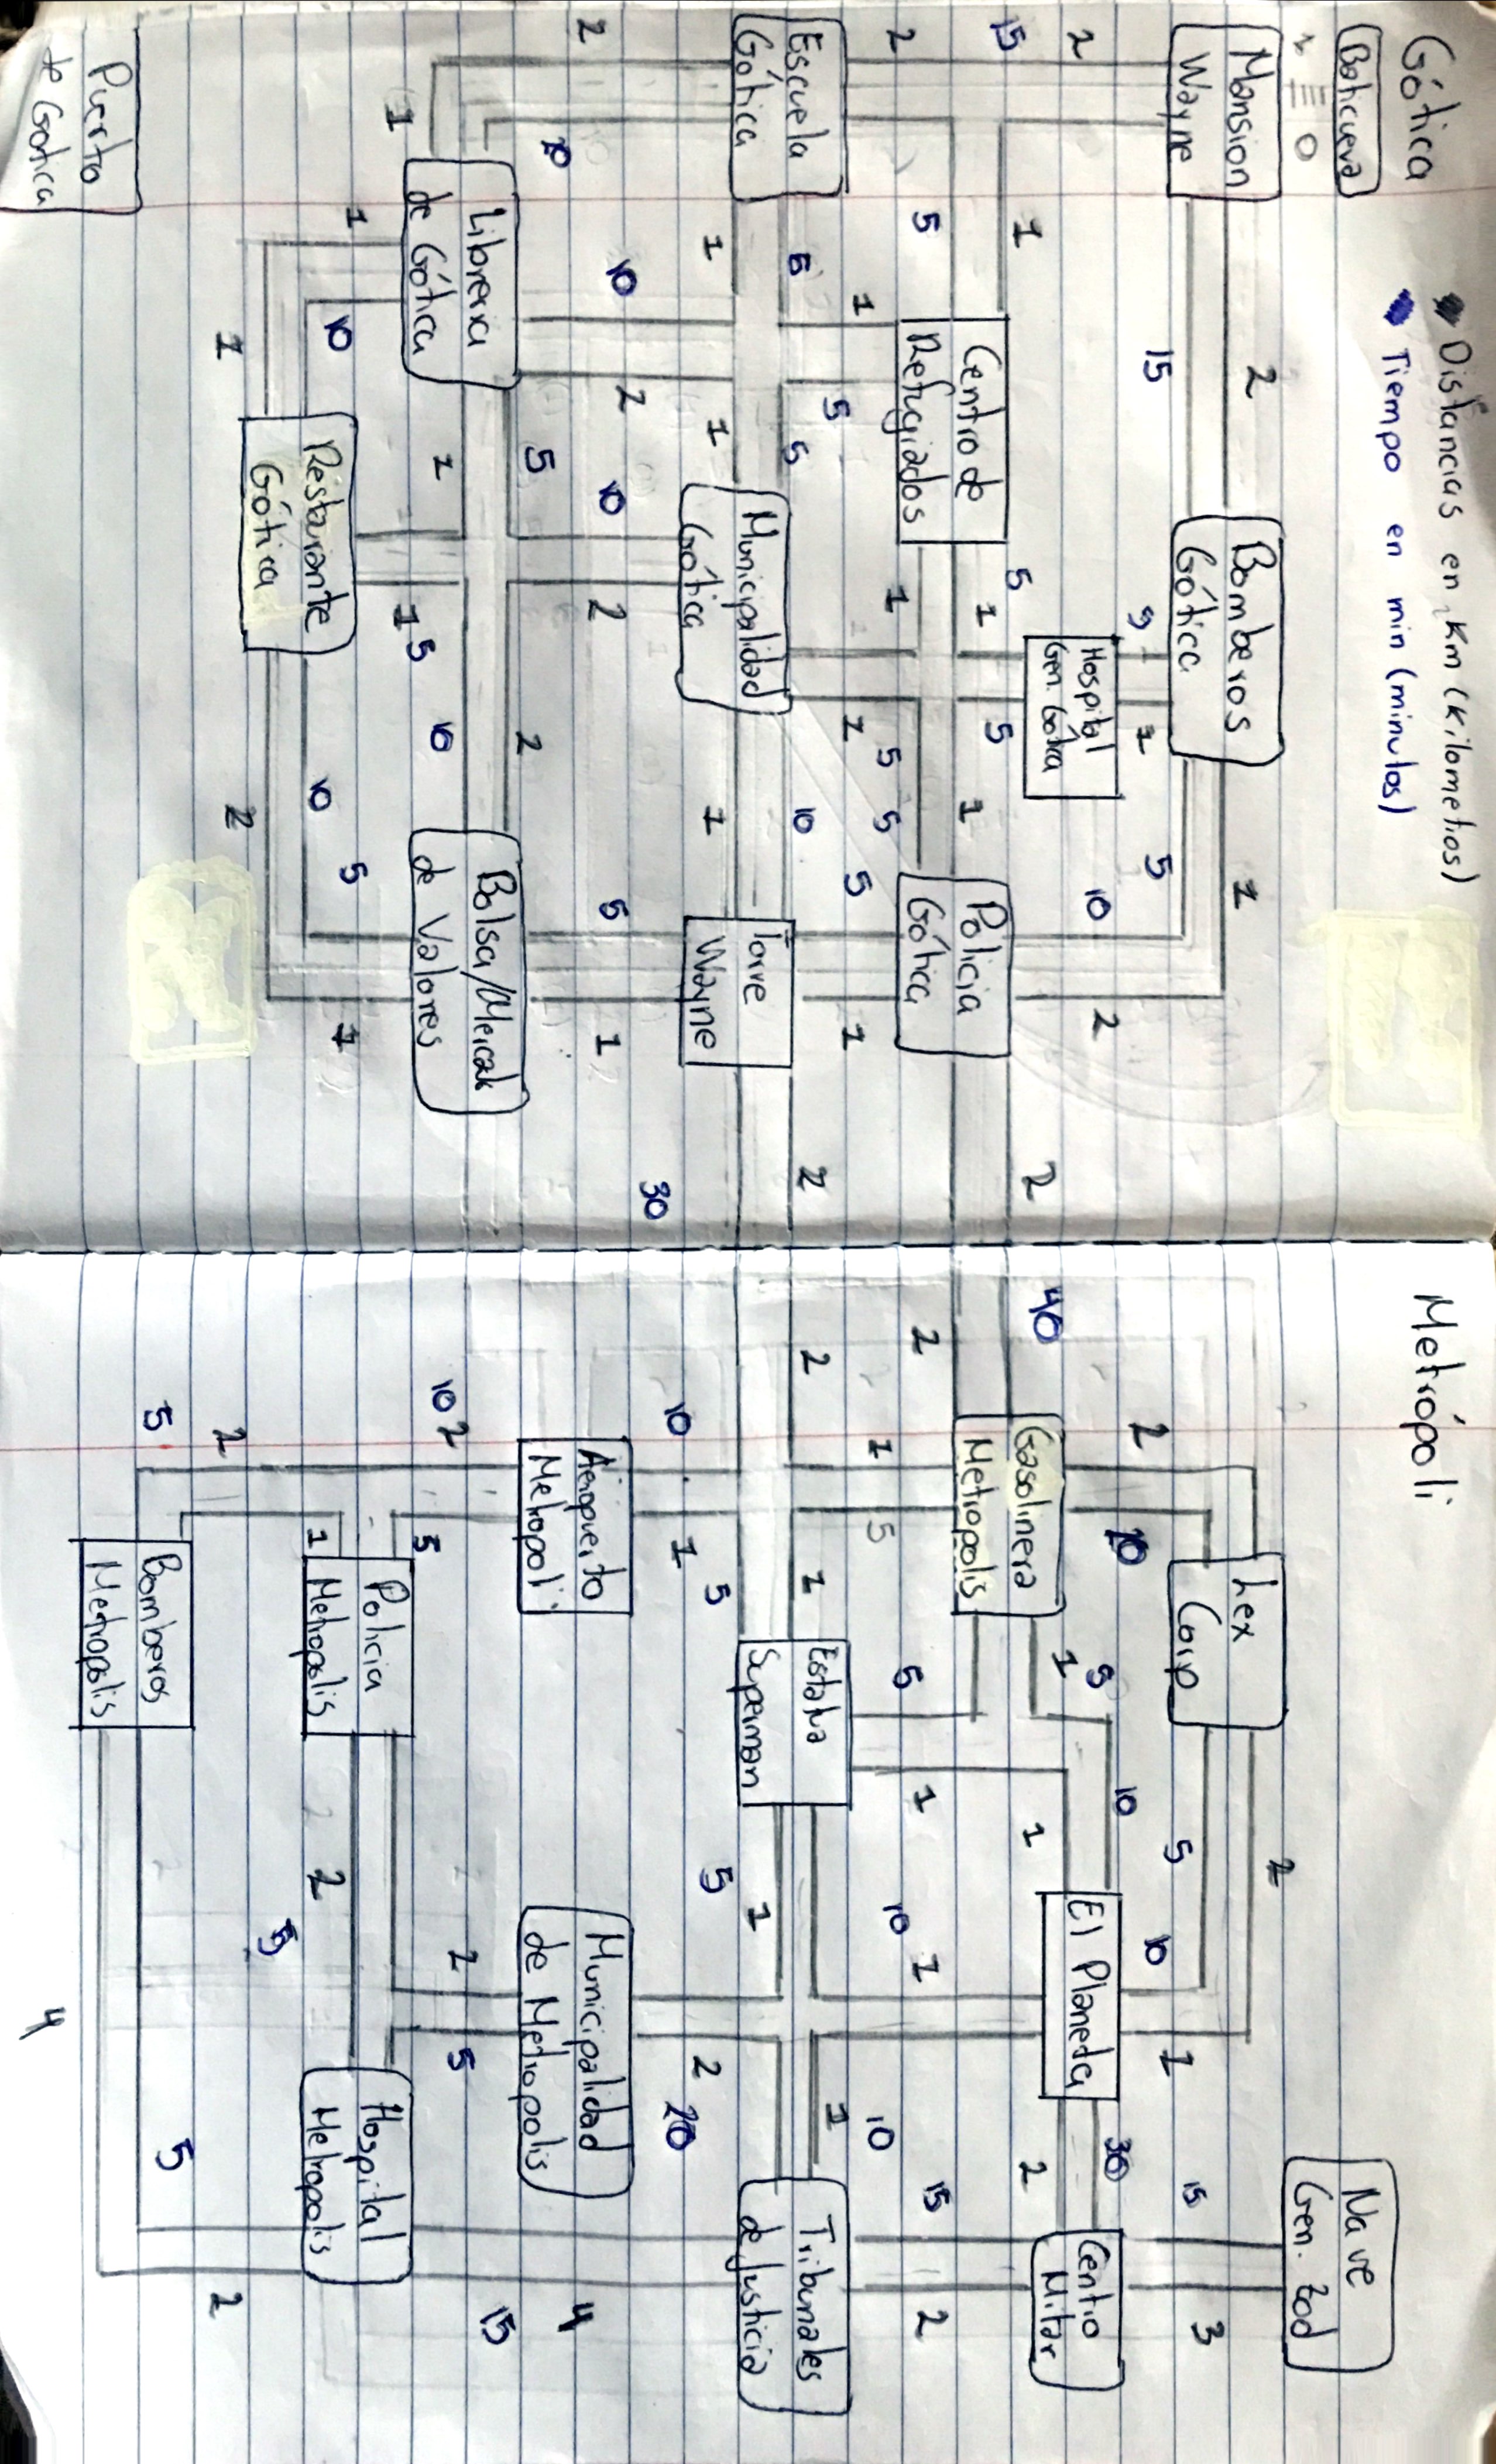 Gótica
◆ Distancias en Km (Kilometros)
◆ Tiempo en min (minutos)
Baticueva
1
0
Mansion
Wayne
2
15
Bomberos
Gótica
1
5
10
2
2
15
1
5
1
Hospital
Gen. Gótica
5
1
5
2
5
1
Centro de
Refugiados
1
1
Policia
Gótica
2
Escuela
Gótica
5
5
5
1
1
5
5
5
1
1
Municipalidad
Gótica
10
1
Torre
Wayne
2
30
2
10
10
2
10
2
5
1
1
Libreria
de Gótica
5
1
2
10
Bolsa/Mercado
de Valores
1
10
1
5
10
5
1
1
Restaurante
Gótica
2
Puerto
de Gotica
Metrópoli
Nave
Gen. Zod
Lex
Corp
2
5
10
1
15
3
2
10
40
Gasolinera
Metropolis
1
5
10
1
El Planeta
30
2
Centro
Militar
2
1
5
5
1
10
1
10
15
2
2
1
Estatua
Superman
5
1
1
Tribunales
de Justicia
10
1
5
2
20
Aeropuerto
Metropoli
Municipalidad
de Metropolis
4
15
10
2
5
2
5
Policia
Metropolis
1
2
Hospital
Metropolis
5
2
5
Bomberos
Metropolis
5
2
4